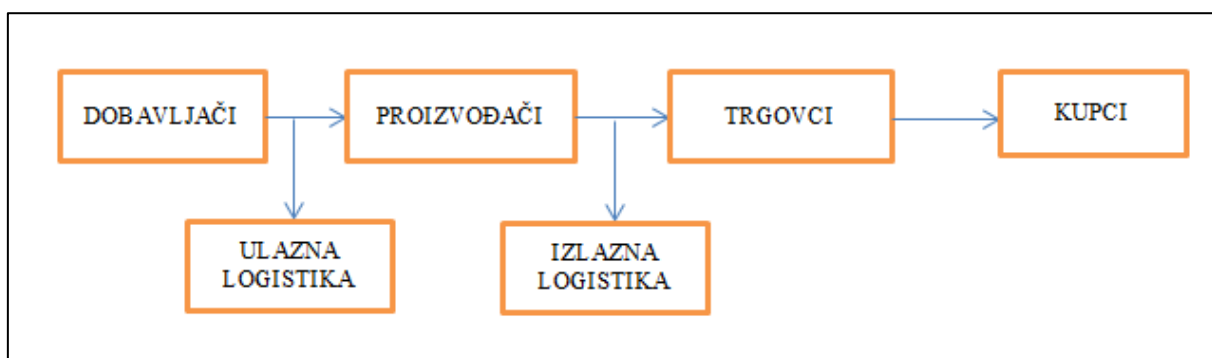 DOBAVLJAČI
PROIZVOĐAČI
TRGOVCI
KUPCI
ULAZNA
LOGISTIKA
IZLAZNA
LOGISTIKA